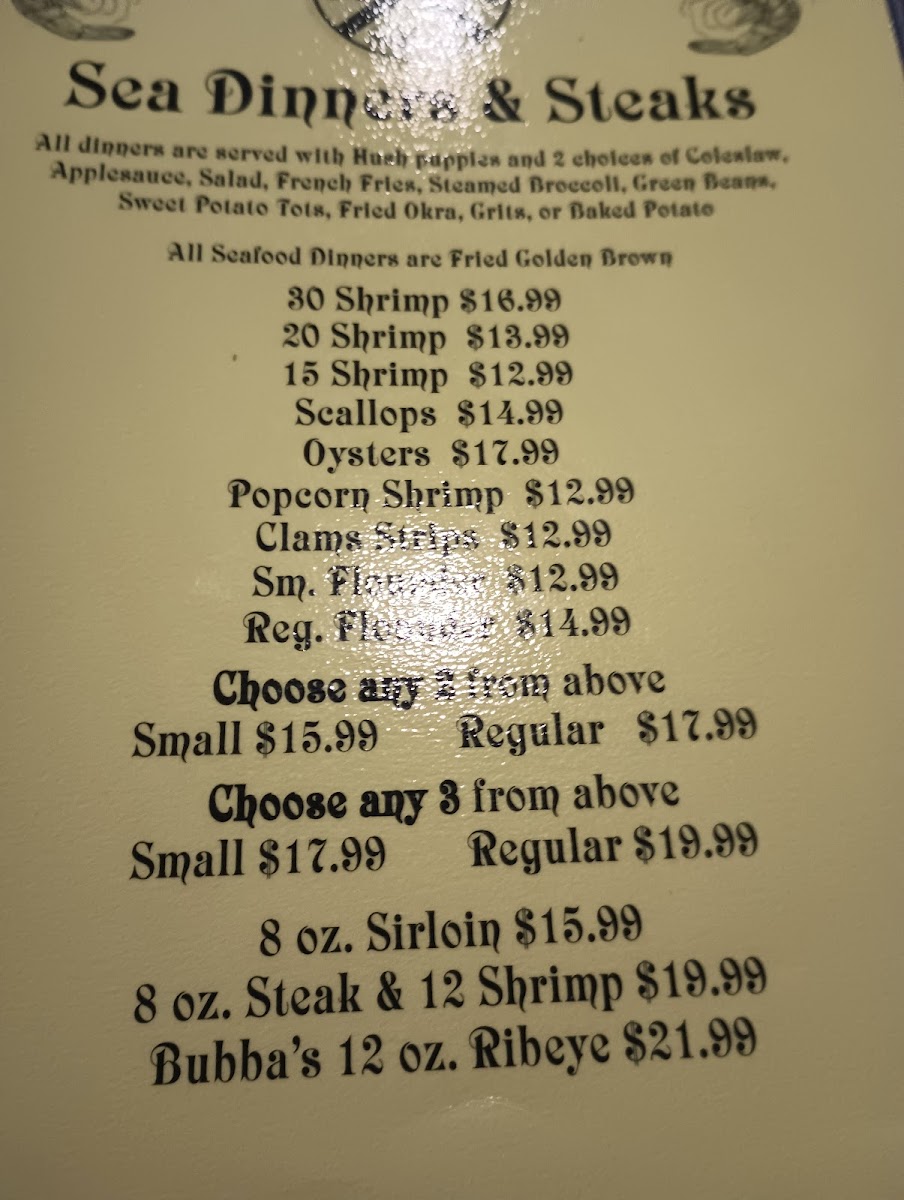 Sea Dinners & Steaks
All dinners are served with Hush puppies and 2 choices of Coleslaw,
Applesauce, Salad, French Fries, Steamed Broccoli, Green Beans,
Sweet Potato Tots, Fried Okra, Grits, or Baked Potato
All Seafood Dinners are Fried Golden Brown
30 Shrimp $16.99
20 Shrimp $13.99
15 Shrimp $12.99
Scallops $14.99
Oysters $17.99
Popcorn Shrimp $12.99
Clams Strips $12.99
Sm. Flounder $12.99
Reg. Flounder $14.99
Choose any 2 from above
Small $15.99 Regular $17.99
Choose any 3 from above
Small $17.99 Regular $19.99
8 oz. Sirloin $15.99
8 oz. Steak & 12 Shrimp $19.99
Bubba's 12 oz. Ribeye $21.99